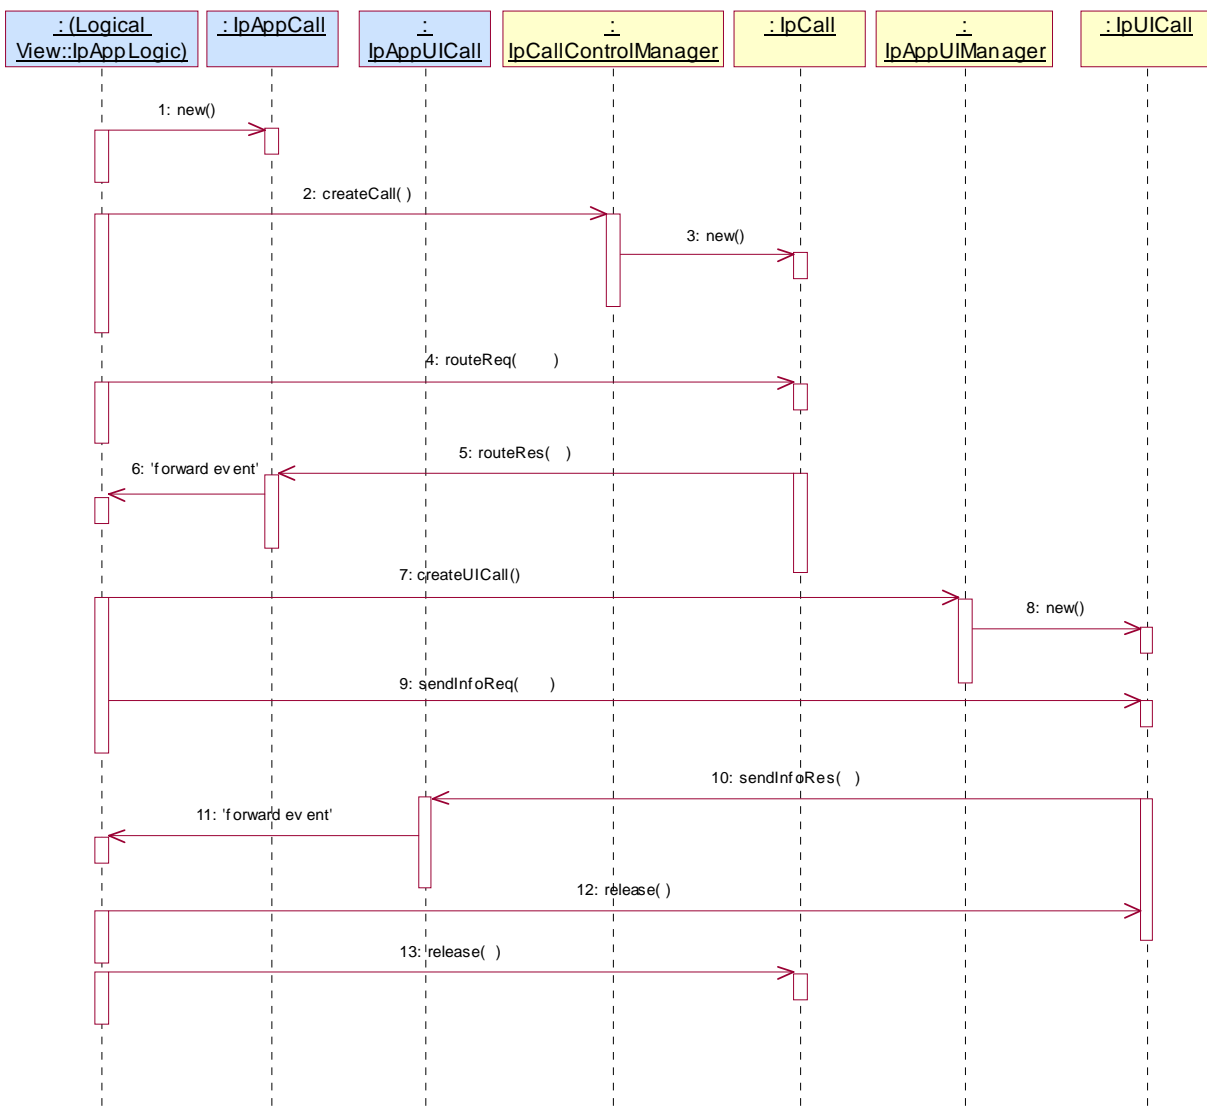 : (Logical
View::IpAppLogic)
: IpAppCall
:
IpAppUICall
:
IpCallControlManager
: IpCall
:
IpAppUIManager
: IpUICall
1: new()
2: createCall( )
3: new()
4: routeReq( )
5: routeRes( )
6: 'forward event'
7: createUICall()
8: new()
9: sendInfoReq( )
10: sendInfoRes( )
11: 'forward event'
12: release( )
13: release( )